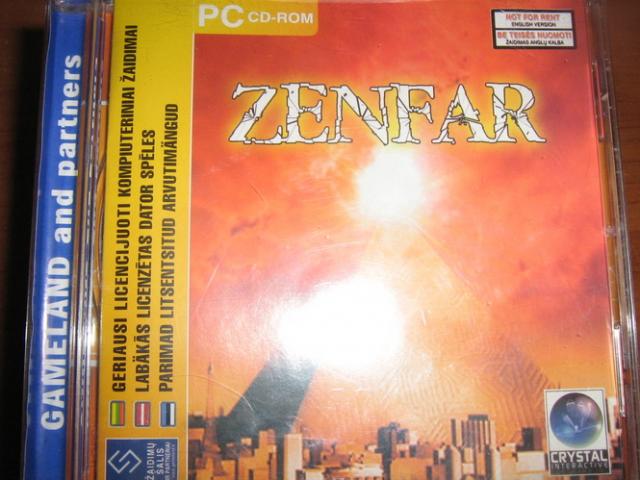 GAMELAND and partners
GERIAUSI LICENCIJUOTI KOMPIUTERINIAI ŽAIDIMAI
LABĀKĀS LICENZĒTAS DATOR SPĒLES
PARIMAD LITSENTSITUD ARVUTIMÄNGUD
ŽAIDIMŲ
ŠALIS
PC CD-ROM
NOT FOR RENT
ENGLISH VERSION
BE TEISĖS NUOMOTI
ŽAIDIMAS ANGLŲ KALBA
ZENFAR
CRYSTAL
INTERACTIVE